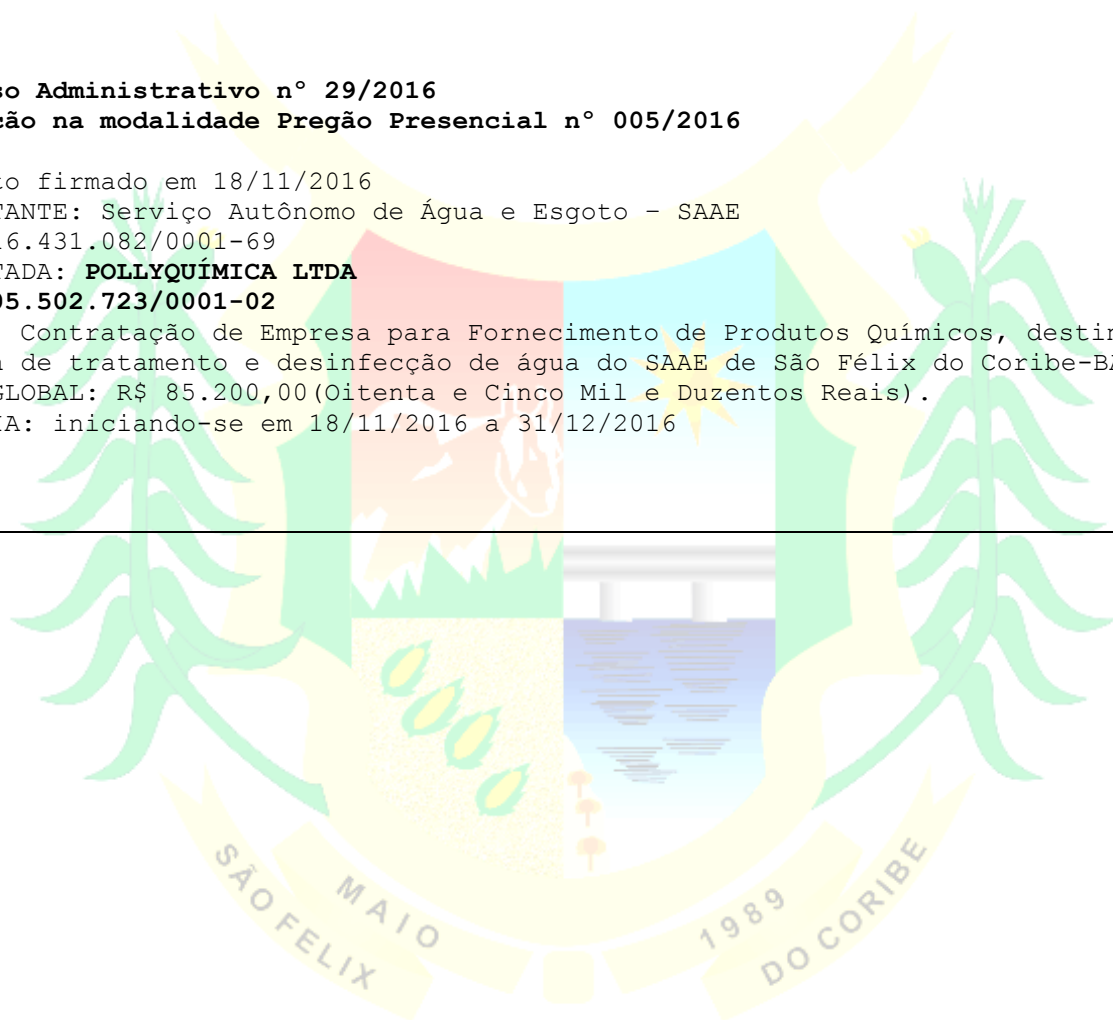 so Administrativo nº 29/2016
ção na modalidade Pregão Presencial nº 005/2016
to firmado em 18/11/2016
TANTE: Serviço Autônomo de Água e Esgoto – SAAE
16.431.082/0001-69
TADA: POLLYQUÍMICA LTDA
05.502.723/0001-02
Contratação de Empresa para Fornecimento de Produtos Químicos, destin
a de tratamento e desinfecção de água do SAAE de São Félix do Coribe-BA
GLOBAL: R$ 85.200,00(Oitenta e Cinco Mil e Duzentos Reais).
IA: iniciando-se em 18/11/2016 a 31/12/2016
SÃO FELIX MAIO 1989 DO CORIBE